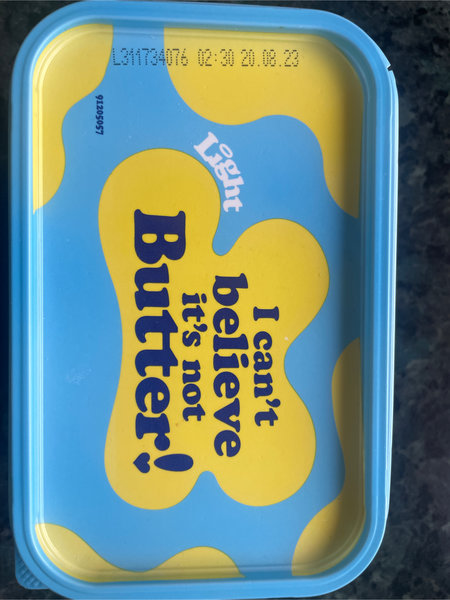 L311734076 02:30 20.08.23
91205057
Light
I can't
believe
it's not
Butter!